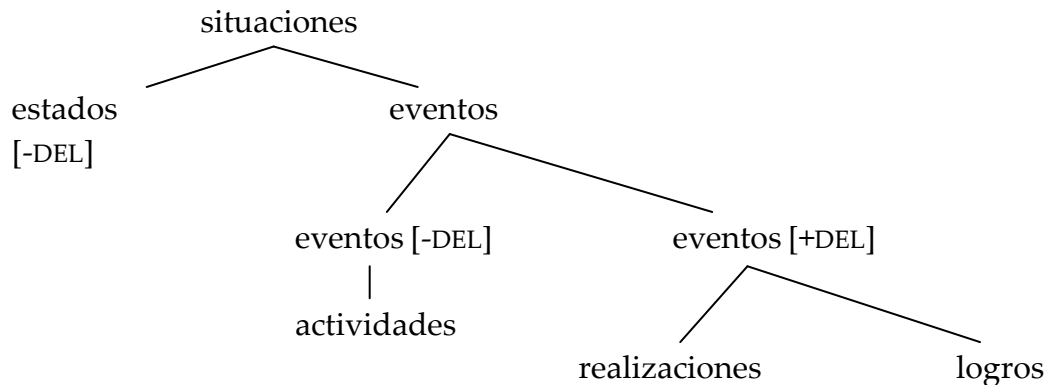 situaciones
estados eventos
[-DEL]
eventos [-DEL] eventos [+DEL]
actividades
realizaciones logros